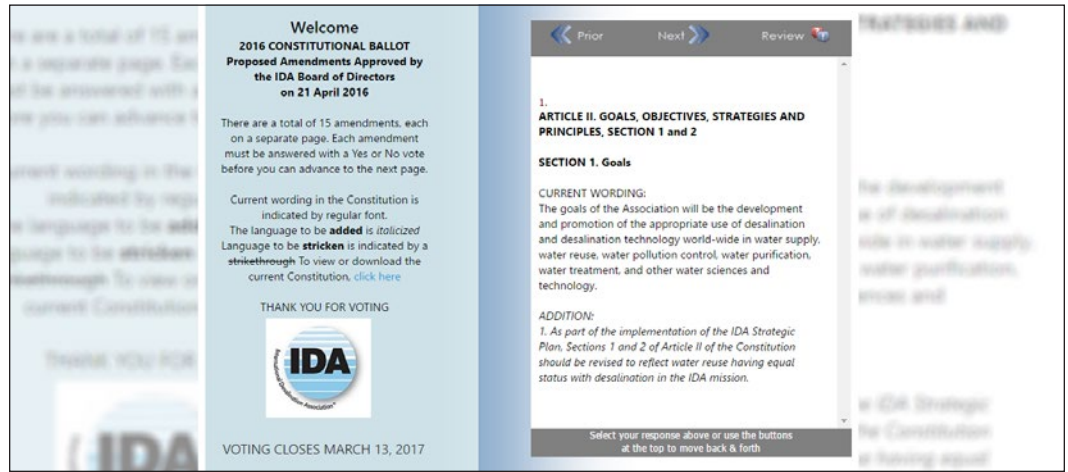 Welcome
2016 CONSTITUTIONAL BALLOT
Proposed Amendments Approved by
the IDA Board of Directors
on 21 April 2016
There are a total of 15 amendments, each
on a separate page. Each amendment
must be answered with a Yes or No vote
before you can advance to the next page.
Current wording in the Constitution is
indicated by regular font.
The language to be added is italicized
Language to be stricken is indicated by a
strikethrough To view or download the
current Constitution, click here
THANK YOU FOR VOTING
IDA
International Desalination Association
VOTING CLOSES MARCH 13, 2017
Prior Next Review
1.
ARTICLE II. GOALS, OBJECTIVES, STRATEGIES AND
PRINCIPLES, SECTION 1 and 2
SECTION 1. Goals
CURRENT WORDING:
The goals of the Association will be the development
and promotion of the appropriate use of desalination
and desalination technology world-wide in water supply,
water reuse, water pollution control, water purification,
water treatment, and other water sciences and
technology.
ADDITION:
1. As part of the implementation of the IDA Strategic
Plan, Sections 1 and 2 of Article II of the Constitution
should be revised to reflect water reuse having equal
status with desalination in the IDA mission.
Select your response above or use the buttons
at the top to move back & forth